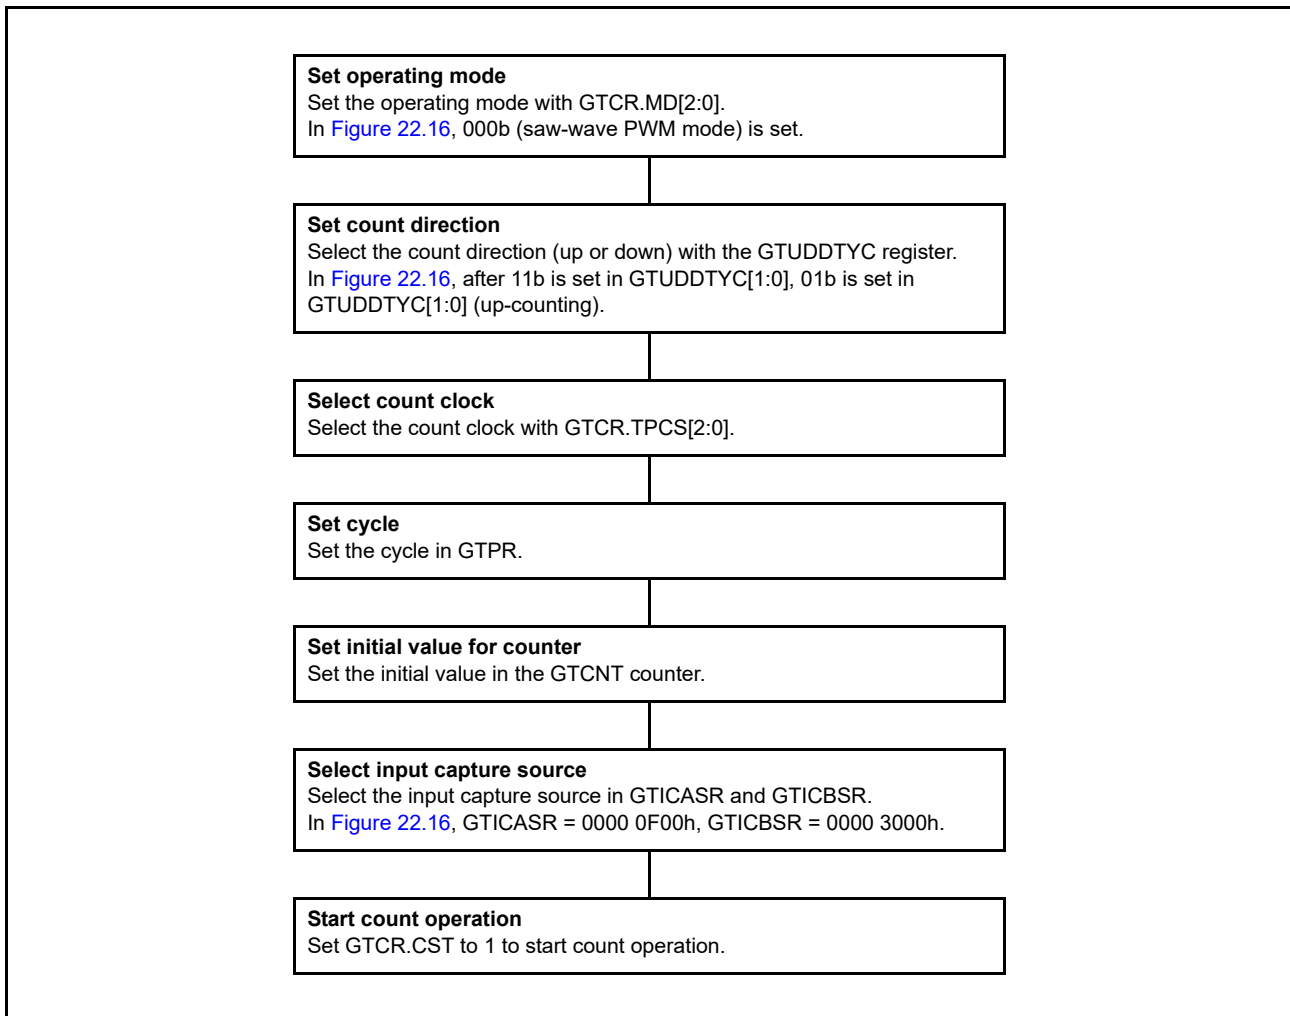 Set operating mode
Set the operating mode with GTCR.MD[2:0].
In Figure 22.16, 000b (saw-wave PWM mode) is set.
Set count direction
Select the count direction (up or down) with the GTUDDTYC register.
In Figure 22.16, after 11b is set in GTUDDTYC[1:0], 01b is set in
GTUDDTYC[1:0] (up-counting).
Select count clock
Select the count clock with GTCR.TPCS[2:0].
Set cycle
Set the cycle in GTPR.
Set initial value for counter
Set the initial value in the GTCNT counter.
Select input capture source
Select the input capture source in GTICASR and GTICBSR.
In Figure 22.16, GTICASR = 0000 0F00h, GTICBSR = 0000 3000h.
Start count operation
Set GTCR.CST to 1 to start count operation.